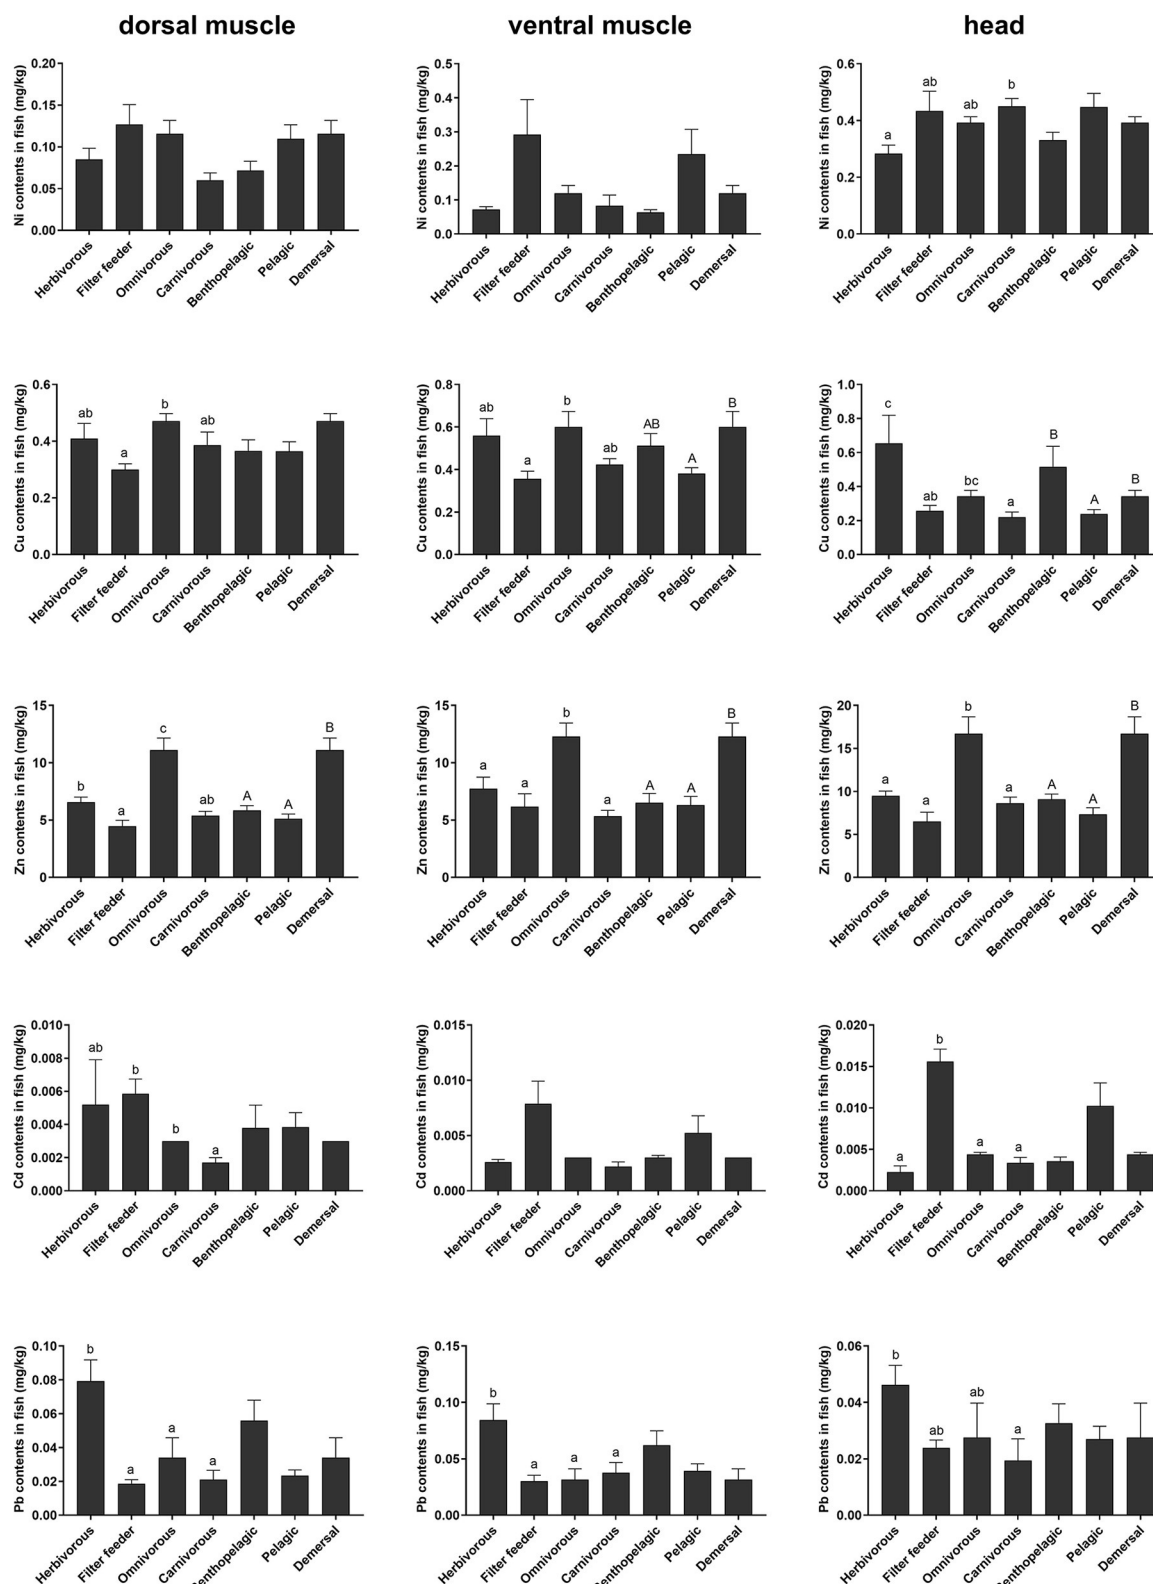 dorsal muscle
ventral muscle
head
Ni contents in fish (mg/kg)
0.20
0.15
0.10
0.05
0.00
Herbivorous
Filter feeder
Omnivorous
Carnivorous
Benthopelagic
Pelagic
Demersal
Ni contents in fish (mg/kg)
0.5
0.4
0.3
0.2
0.1
0.0
Herbivorous
Filter feeder
Omnivorous
Carnivorous
Benthopelagic
Pelagic
Demersal
Ni contents in fish (mg/kg)
0.6
0.4
0.2
0.0
a
ab
ab
b
Herbivorous
Filter feeder
Omnivorous
Carnivorous
Benthopelagic
Pelagic
Demersal
Cu contents in fish (mg/kg)
0.6
0.4
0.2
0.0
ab
a
b
ab
Herbivorous
Filter feeder
Omnivorous
Carnivorous
Benthopelagic
Pelagic
Demersal
Cu contents in fish (mg/kg)
0.8
0.6
0.4
0.2
0.0
ab
a
b
ab
AB
A
B
Herbivorous
Filter feeder
Omnivorous
Carnivorous
Benthopelagic
Pelagic
Demersal
Cu contents in fish (mg/kg)
1.0
0.8
0.6
0.4
0.2
0.0
c
ab
bc
a
B
A
B
Herbivorous
Filter feeder
Omnivorous
Carnivorous
Benthopelagic
Pelagic
Demersal
Zn contents in fish (mg/kg)
15
10
5
0
b
a
c
ab
A
A
B
Herbivorous
Filter feeder
Omnivorous
Carnivorous
Benthopelagic
Pelagic
Demersal
Zn contents in fish (mg/kg)
15
10
5
0
a
a
b
a
A
A
B
Herbivorous
Filter feeder
Omnivorous
Carnivorous
Benthopelagic
Pelagic
Demersal
Zn contents in fish (mg/kg)
20
15
10
5
0
a
a
b
a
A
A
B
Herbivorous
Filter feeder
Omnivorous
Carnivorous
Benthopelagic
Pelagic
Demersal
Cd contents in fish (mg/kg)
0.010
0.008
0.006
0.004
0.002
0.000
ab
b
b
a
Herbivorous
Filter feeder
Omnivorous
Carnivorous
Benthopelagic
Pelagic
Demersal
Cd contents in fish (mg/kg)
0.015
0.010
0.005
0.000
Herbivorous
Filter feeder
Omnivorous
Carnivorous
Benthopelagic
Pelagic
Demersal
Cd contents in fish (mg/kg)
0.020
0.015
0.010
0.005
0.000
a
b
a
a
Herbivorous
Filter feeder
Omnivorous
Carnivorous
Benthopelagic
Pelagic
Demersal
Pb contents in fish (mg/kg)
0.10
0.08
0.06
0.04
0.02
0.00
b
a
a
a
Herbivorous
Filter feeder
Omnivorous
Carnivorous
Benthopelagic
Pelagic
Demersal
Pb contents in fish (mg/kg)
0.15
0.10
0.05
0.00
b
a
a
a
Herbivorous
Filter feeder
Omnivorous
Carnivorous
Benthopelagic
Pelagic
Demersal
Pb contents in fish (mg/kg)
0.06
0.04
0.02
0.00
b
ab
ab
a
Herbivorous
Filter feeder
Omnivorous
Carnivorous
Benthopelagic
Pelagic
Demersal